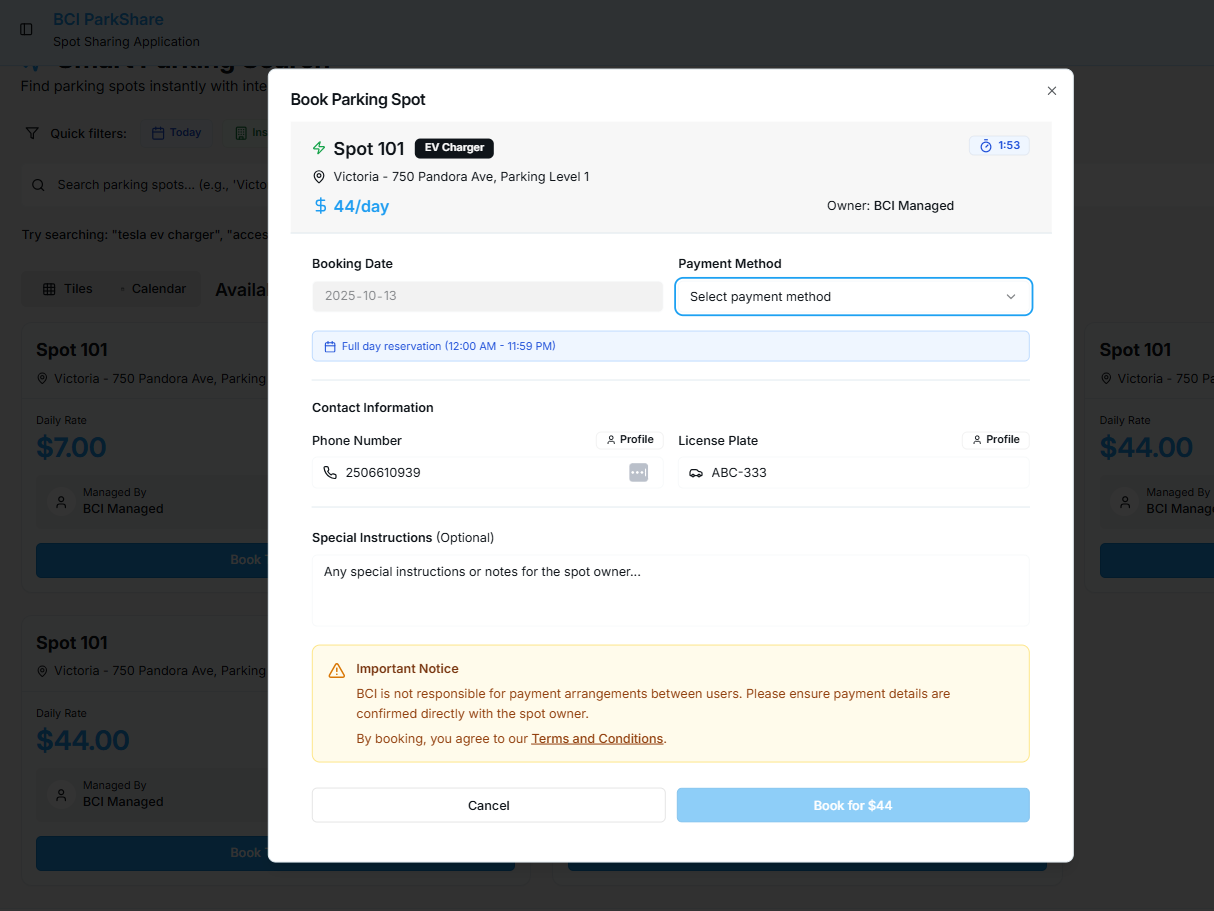 BCI ParkShare
Spot Sharing Application
Smart Parking Search
Find parking spots instantly with inte
Quick filters:
Today
Ins
Search parking spots... (e.g., 'Victo
Try searching: "tesla ev charger", "acces
Tiles
Calendar
Availa
Spot 101
Victoria - 750 Pandora Ave, Parking
Daily Rate
$7.00
Managed By
BCI Managed
Book T
Spot 101
Victoria - 750 Pandora Ave, Parking
Daily Rate
$44.00
Managed By
BCI Managed
Book T
Book Parking Spot
Spot 101
EV Charger
1:53
Victoria - 750 Pandora Ave, Parking Level 1
$ 44/day
Owner: BCI Managed
Booking Date
Payment Method
2025-10-13
Select payment method
Full day reservation (12:00 AM - 11:59 PM)
Contact Information
Phone Number
Profile
License Plate
Profile
2506610939
ABC-333
Special Instructions (Optional)
Any special instructions or notes for the spot owner...
Important Notice
BCI is not responsible for payment arrangements between users. Please ensure payment details are
confirmed directly with the spot owner.
By booking, you agree to our Terms and Conditions.
Cancel
Book for $44
Spot 101
Victoria - 750 Pa
Daily Rate
$44.00
Managed By
BCI Manag